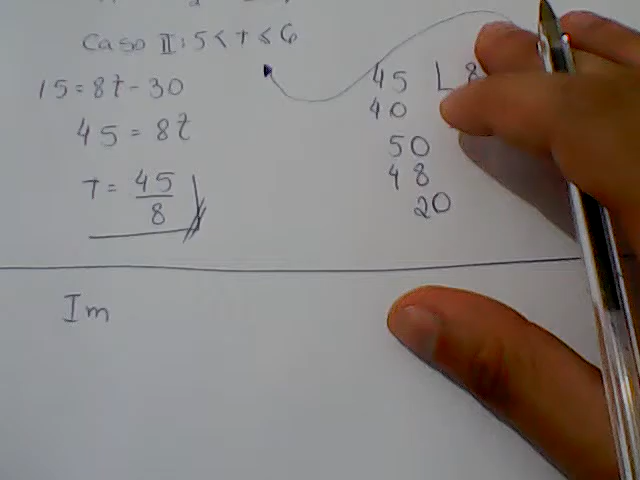 Caso II: 5 < t ≤ 6
15 = 8t - 30
45 = 8t
t = 45/8
45 | 8
40
50
48
20
Im